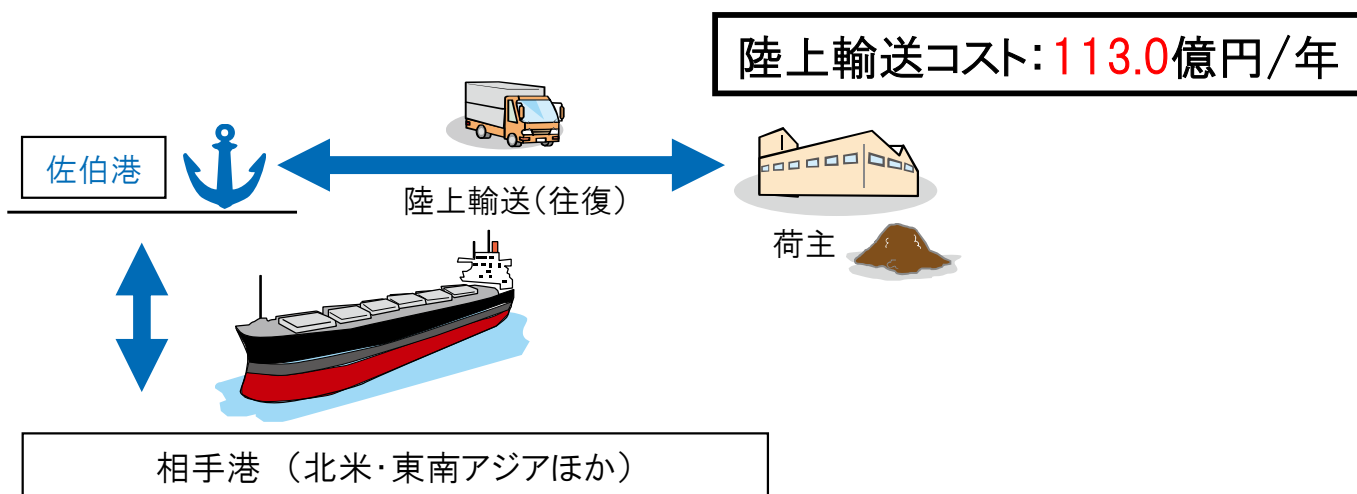 陸上輸送コスト：113.0億円/年
佐伯港
陸上輸送（往復）
荷主
相手港 （北米・東南アジアほか）